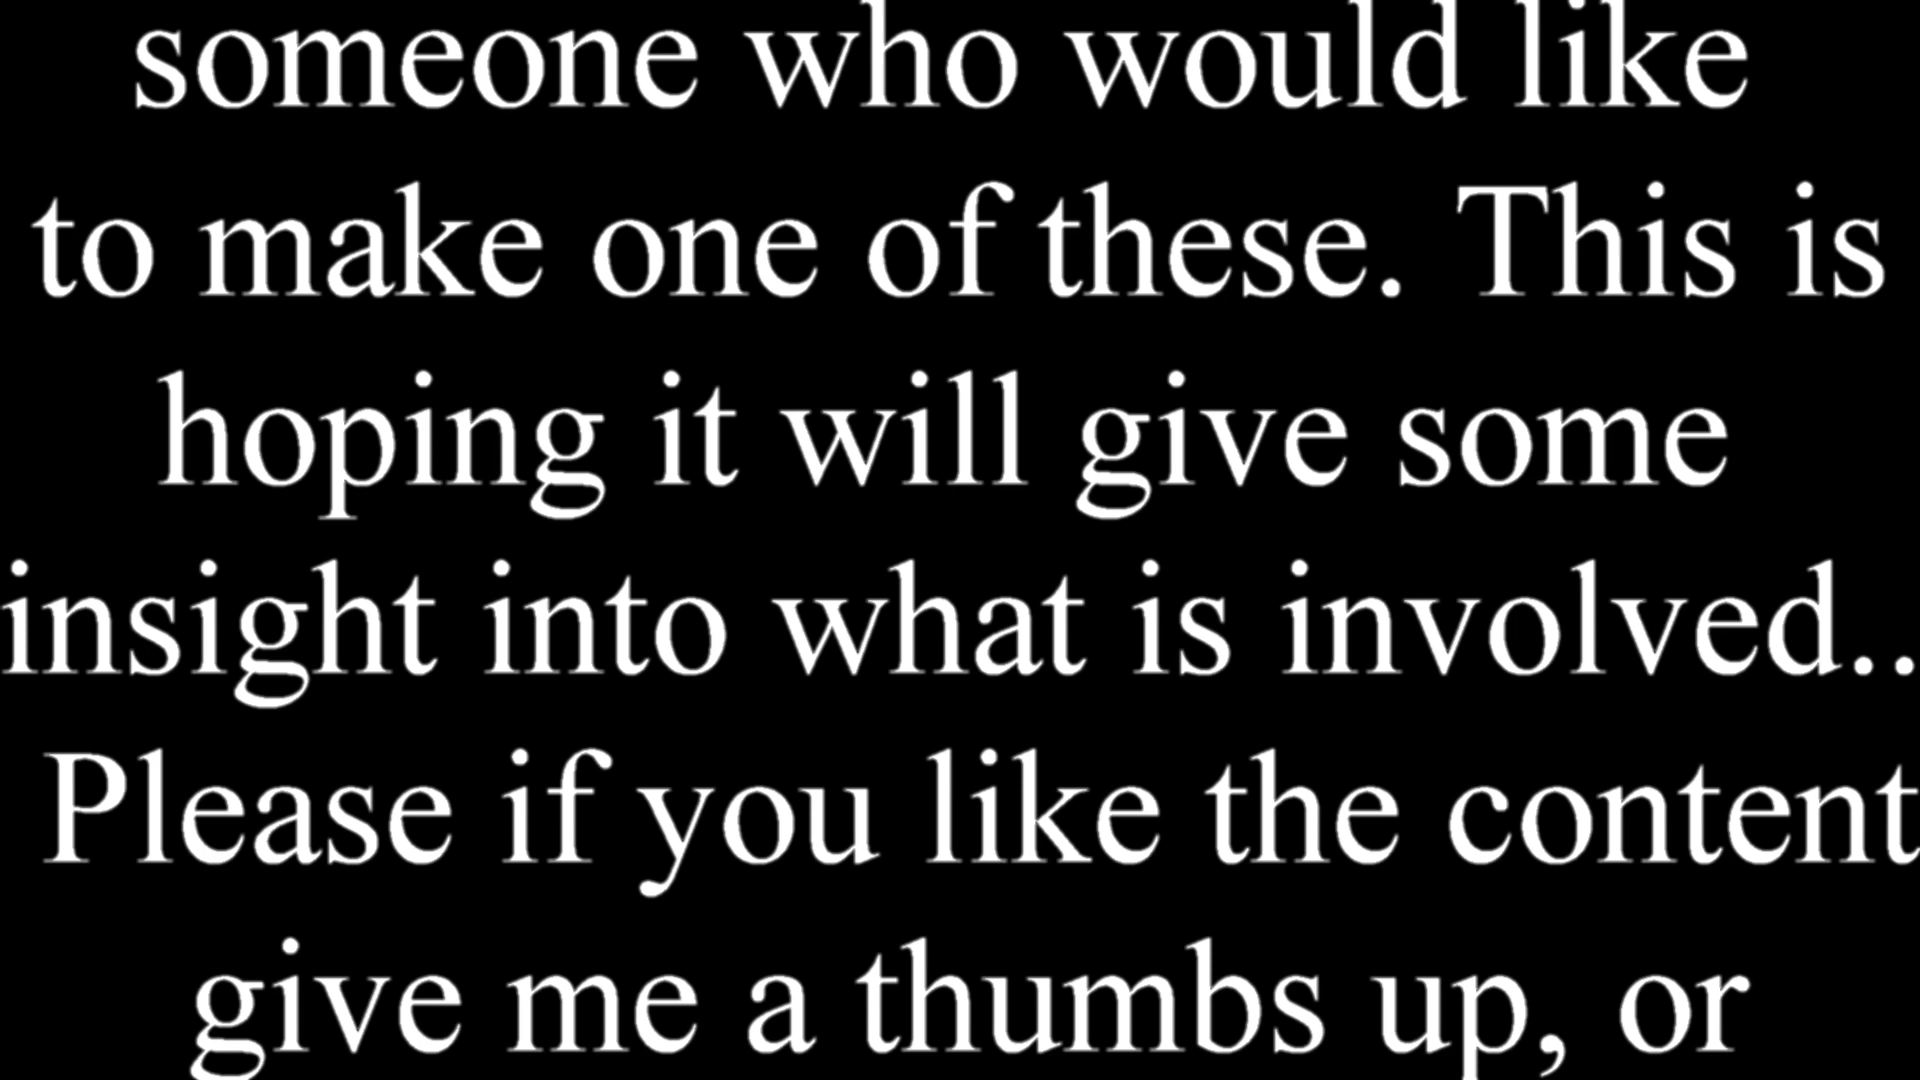 someone who would like
to make one of these. This is
hoping it will give some
insight into what is involved..
Please if you like the content
give me a thumbs up, or